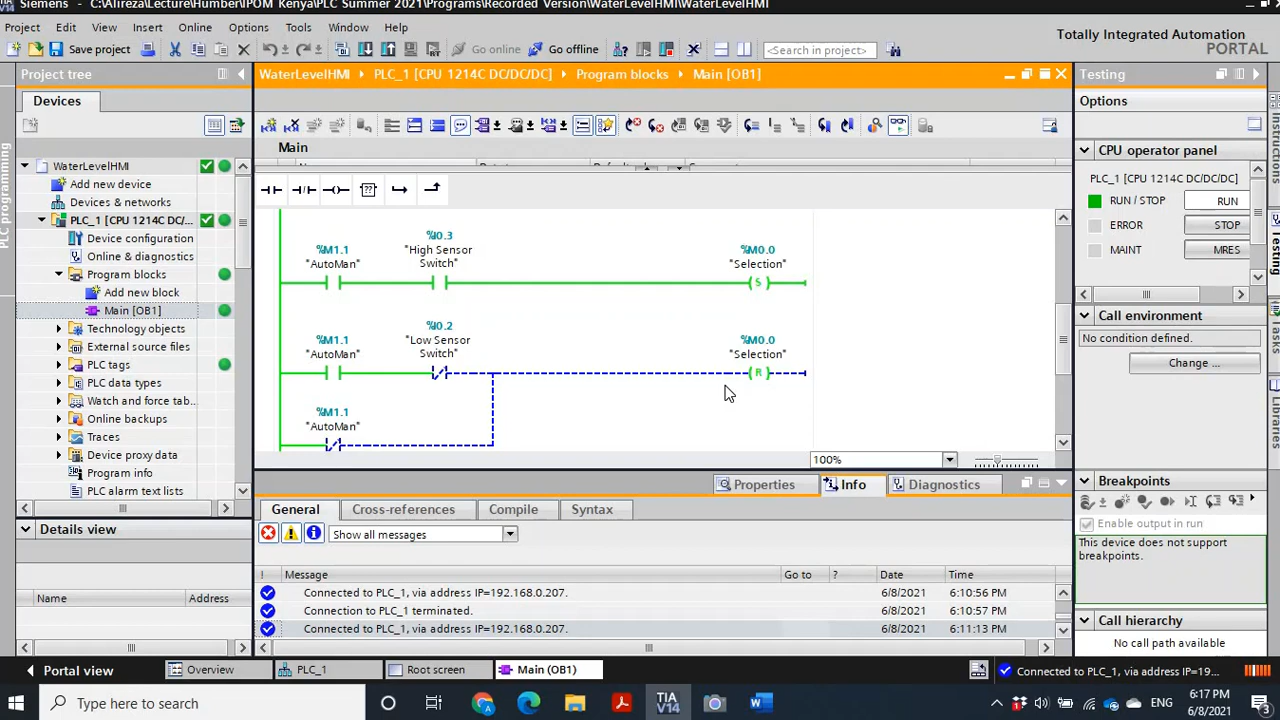 Siemens - C:\Alireza\Lecture\Humber\IPOM Kenya\PLC Summer 2021\Programs\Recorded Version\WaterLevelHMI\WaterLevelHMI
Project Edit View Insert Online Options Tools Window Help
Totally Integrated Automation
PORTAL
Save project
Go online
Go offline
<Search in project>
Project tree
WaterLevelHMI PLC_1 [CPU 1214C DC/DC/DC] Program blocks Main [OB1]
Testing
Devices
Options
Main
CPU operator panel
PLC_1 [CPU 1214C DC/DC/DC]
RUN / STOP RUN
ERROR STOP
MAINT MRES
Call environment
No condition defined.
Change ...
WaterLevelHMI
Add new device
Devices & networks
PLC_1 [CPU 1214C DC/...
Device configuration
Online & diagnostics
Program blocks
Add new block
Main [OB1]
Technology objects
External source files
PLC tags
PLC data types
Watch and force tab...
Online backups
Traces
Device proxy data
Program info
PLC alarm text lists
??
%M1.1
"AutoMan"
%I0.3
"High Sensor
Switch"
%M0.0
"Selection"
S
%M1.1
"AutoMan"
%I0.2
"Low Sensor
Switch"
%M0.0
"Selection"
R
%M1.1
"AutoMan"
100%
Properties
Info
Diagnostics
General
Cross-references
Compile
Syntax
Show all messages
! Message Go to ? Date Time
Connected to PLC_1, via address IP=192.168.0.207. 6/8/2021 6:10:56 PM
Connection to PLC_1 terminated. 6/8/2021 6:10:57 PM
Connected to PLC_1, via address IP=192.168.0.207. 6/8/2021 6:11:13 PM
Breakpoints
Enable output in run
This device does not support
breakpoints.
Call hierarchy
No call path available
Details view
Name Address
PLC programming
Instructions
Testing
Tasks
Libraries
Portal view
Overview
PLC_1
Root screen
Main (OB1)
Connected to PLC_1, via address IP=19...
Type here to search
TIA
V14
ENG
6:17 PM
6/8/2021
3